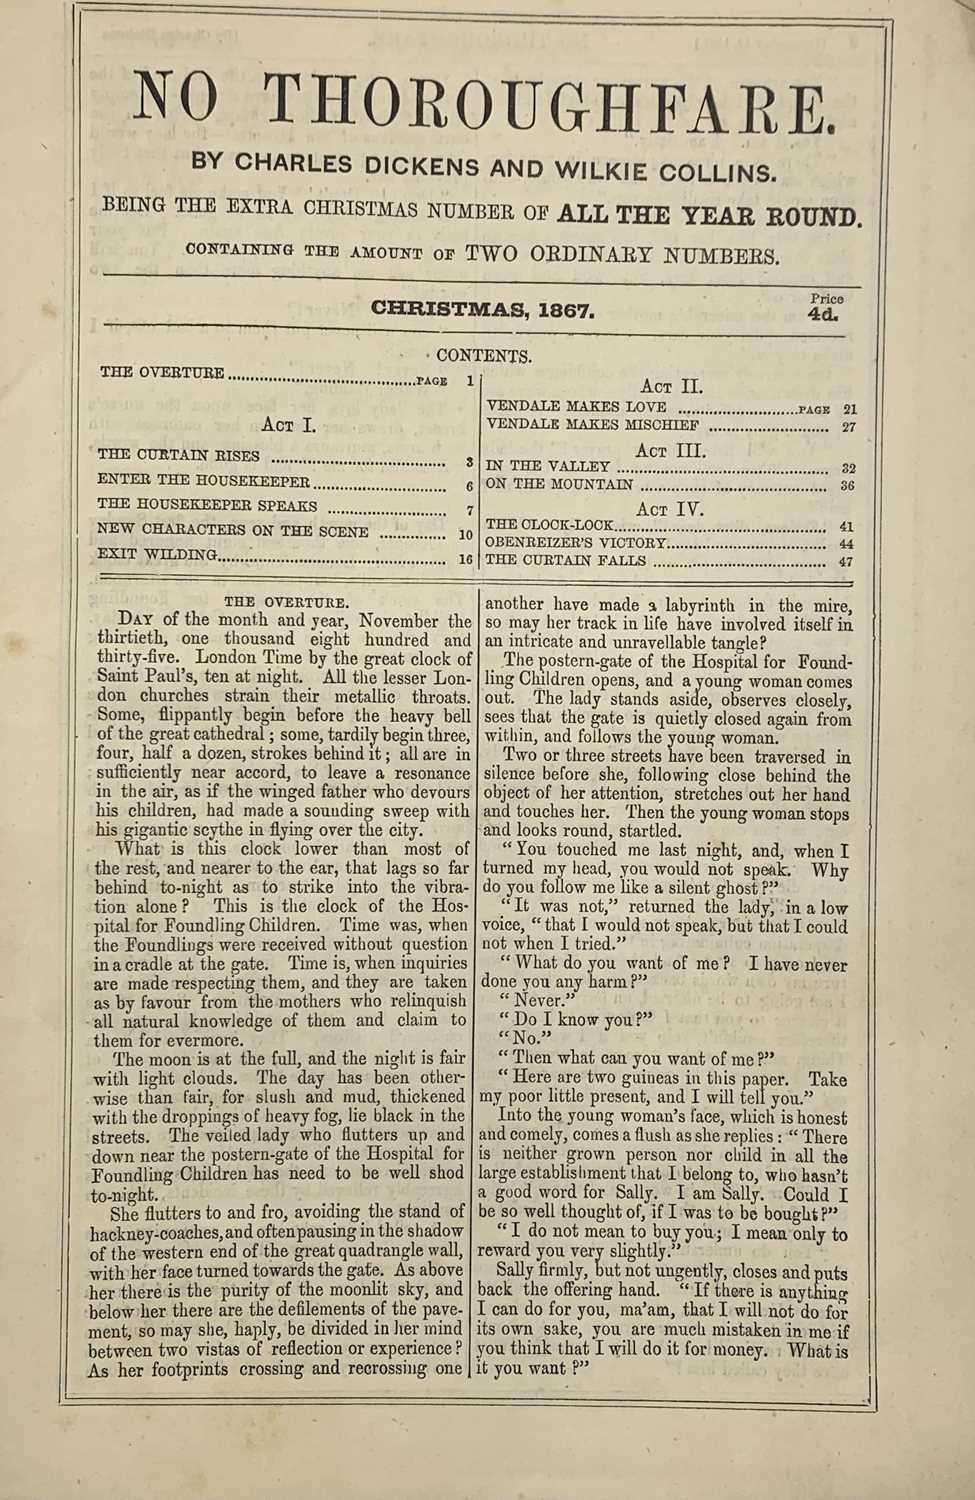 NO THOROUGHFARE.
BY CHARLES DICKENS AND WILKIE COLLINS.
BEING THE EXTRA CHRISTMAS NUMBER OF ALL THE YEAR ROUND.
CONTAINING THE AMOUNT OF TWO ORDINARY NUMBERS.
CHRISTMAS, 1867.
Price
4d.
CONTENTS.
THE OVERTURE ........................................PAGE 1
ACT I.
THE CURTAIN RISES .................................... 3
ENTER THE HOUSEKEEPER........................... 6
THE HOUSEKEEPER SPEAKS ........................ 7
NEW CHARACTERS ON THE SCENE .............. 10
EXIT WILDING............................................... 16
ACT II.
VENDALE MAKES LOVE ..........................PAGE 21
VENDALE MAKES MISCHIEF .......................... 27
ACT III.
IN THE VALLEY .............................................. 32
ON THE MOUNTAIN ........................................ 36
ACT IV.
THE CLOCK-LOCK.............................................. 41
OBENREIZER'S VICTORY................................... 44
THE CURTAIN FALLS ...................................... 47
THE OVERTURE.
DAY of the month and year, November the
thirtieth, one thousand eight hundred and
thirty-five. London Time by the great clock of
Saint Paul's, ten at night. All the lesser Lon-
don churches strain their metallic throats.
Some, flippantly begin before the heavy bell
of the great cathedral; some, tardily begin three,
four, half a dozen, strokes behind it; all are in
sufficiently near accord, to leave a resonance
in the air, as if the winged father who devours
his children, had made a sounding sweep with
his gigantic scythe in flying over the city.
What is this clock lower than most of
the rest, and nearer to the ear, that lags so far
behind to-night as to strike into the vibra-
tion alone? This is the clock of the Hos-
pital for Foundling Children. Time was, when
the Foundlings were received without question
in a cradle at the gate. Time is, when inquiries
are made respecting them, and they are taken
as by favour from the mothers who relinquish
all natural knowledge of them and claim to
them for evermore.
The moon is at the full, and the night is fair
with light clouds. The day has been other-
wise than fair, for slush and mud, thickened
with the droppings of heavy fog, lie black in the
streets. The veiled lady who flutters up and
down near the postern-gate of the Hospital for
Foundling Children has need to be well shod
to-night.
She flutters to and fro, avoiding the stand of
hackney-coaches, and often pausing in the shadow
of the western end of the great quadrangle wall,
with her face turned towards the gate. As above
her there is the purity of the moonlit sky, and
below her there are the defilements of the pave-
ment, so may she, haply, be divided in her mind
between two vistas of reflection or experience?
As her footprints crossing and recrossing one
another have made a labyrinth in the mire,
so may her track in life have involved itself in
an intricate and unravellable tangle?
The postern-gate of the Hospital for Found-
ling Children opens, and a young woman comes
out. The lady stands aside, observes closely,
sees that the gate is quietly closed again from
within, and follows the young woman.
Two or three streets have been traversed in
silence before she, following close behind the
object of her attention, stretches out her hand
and touches her. Then the young woman stops
and looks round, startled.
"You touched me last night, and, when I
turned my head, you would not speak. Why
do you follow me like a silent ghost?"
"It was not," returned the lady, in a low
voice, "that I would not speak, but that I could
not when I tried."
"What do you want of me? I have never
done you any harm?"
"Never."
"Do I know you?"
"No."
"Then what can you want of me?"
"Here are two guineas in this paper. Take
my poor little present, and I will tell you."
Into the young woman's face, which is honest
and comely, comes a flush as she replies: "There
is neither grown person nor child in all the
large establishment that I belong to, who hasn't
a good word for Sally. I am Sally. Could I
be so well thought of, if I was to be bought?"
"I do not mean to buy you; I mean only to
reward you very slightly."
Sally firmly, but not ungently, closes and puts
back the offering hand. "If there is anything
I can do for you, ma'am, that I will not do for
its own sake, you are much mistaken in me if
you think that I will do it for money. What is
it you want?"